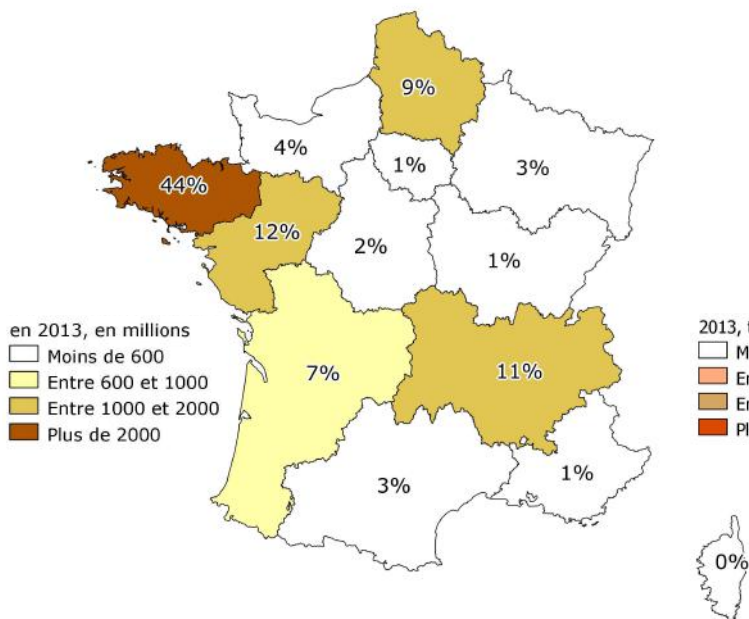 9%
4%
1%
3%
44%
12%
2%
1%
en 2013, en millions
Moins de 600
Entre 600 et 1000
Entre 1000 et 2000
Plus de 2000
7%
11%
2013,
3%
1%
0%